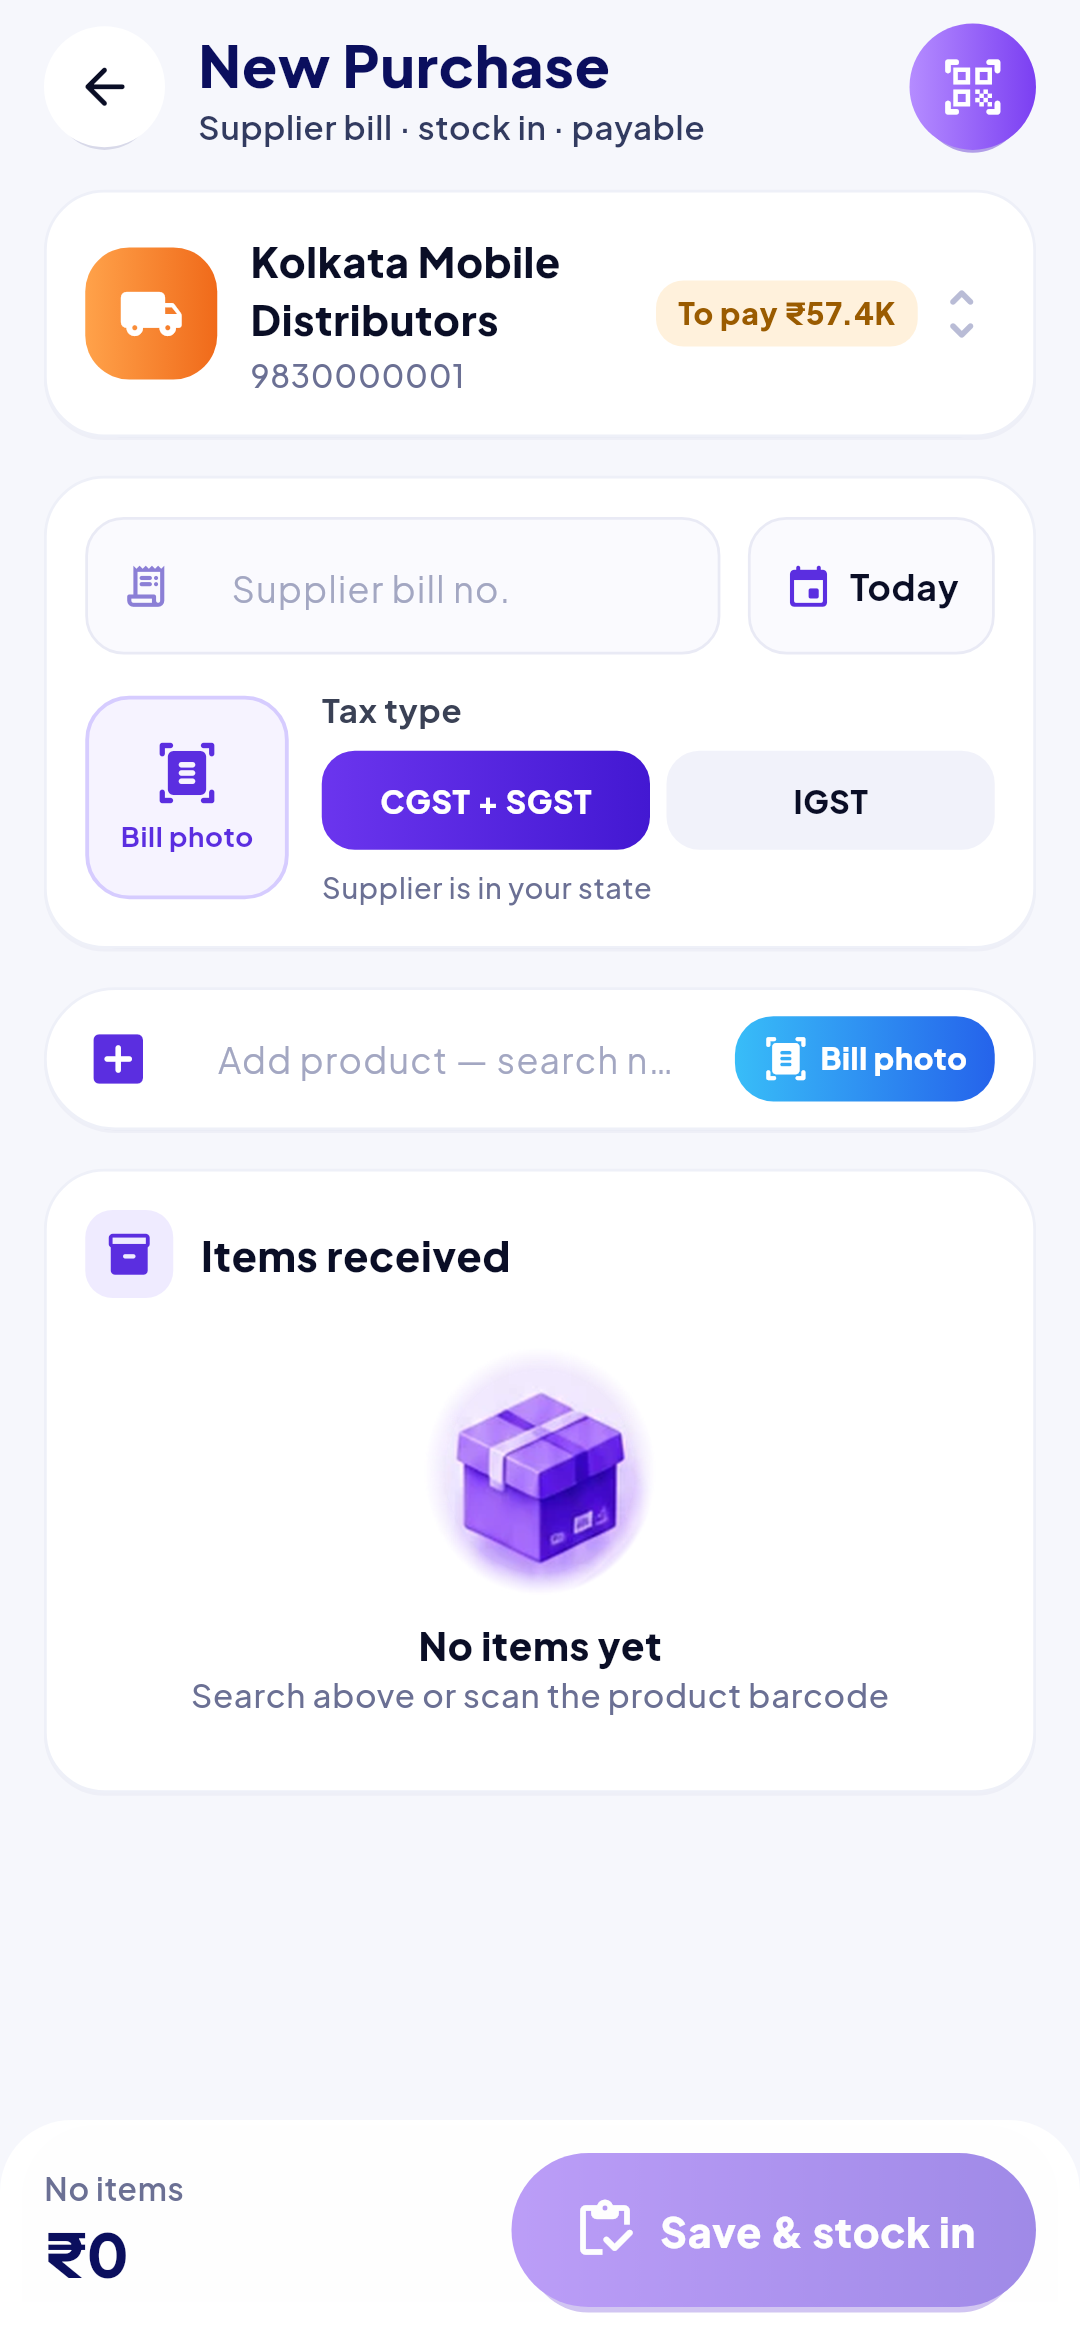 New Purchase
Supplier bill · stock in · payable
Kolkata Mobile
Distributors
9830000001
To pay ₹57.4K
Supplier bill no.
Today
Bill photo
Tax type
CGST + SGST
IGST
Supplier is in your state
Add product — search n...
Bill photo
Items received
No items yet
Search above or scan the product barcode
No items
₹0
Save & stock in